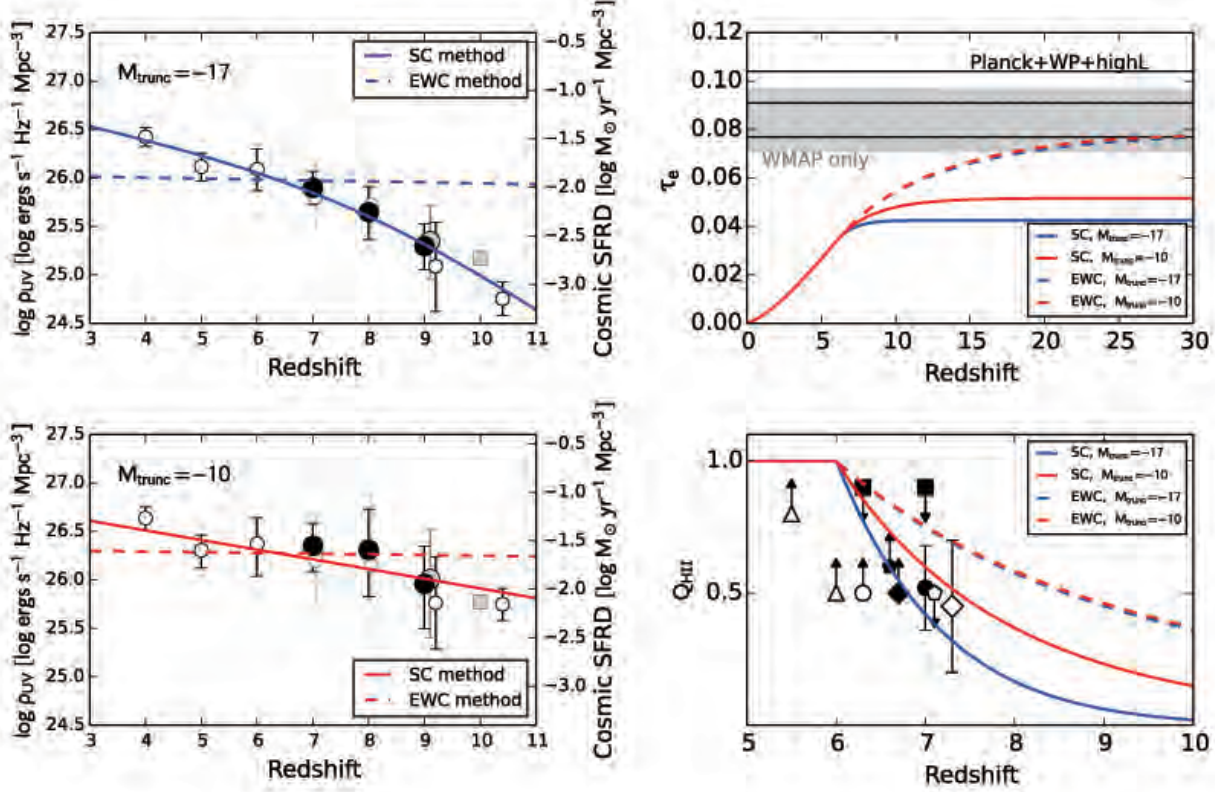 27.5
27.0
26.5
26.0
25.5
25.0
24.5
3 4 5 6 7 8 9 10 11
Redshift
log ρUV [log ergs s⁻¹ Hz⁻¹ Mpc⁻³]
Mtrunc=−17
SC method
EWC method
−0.5
−1.0
−1.5
−2.0
−2.5
−3.0
Cosmic SFRD [log M⊙ yr⁻¹ Mpc⁻³]
0.12
0.10
0.08
0.06
0.04
0.02
0.00
0 5 10 15 20 25 30
Redshift
τe
Planck+WP+highL
WMAP only
SC, Mtrunc=−17
SC, Mtrunc=−10
EWC, Mtrunc=−17
EWC, Mtrunc=−10
27.5
27.0
26.5
26.0
25.5
25.0
24.5
3 4 5 6 7 8 9 10 11
Redshift
log ρUV [log ergs s⁻¹ Hz⁻¹ Mpc⁻³]
Mtrunc=−10
SC method
EWC method
−0.5
−1.0
−1.5
−2.0
−2.5
−3.0
Cosmic SFRD [log M⊙ yr⁻¹ Mpc⁻³]
1.0
0.5
5 6 7 8 9 10
Redshift
QHII
SC, Mtrunc=−17
SC, Mtrunc=−10
EWC, Mtrunc=−17
EWC, Mtrunc=−10